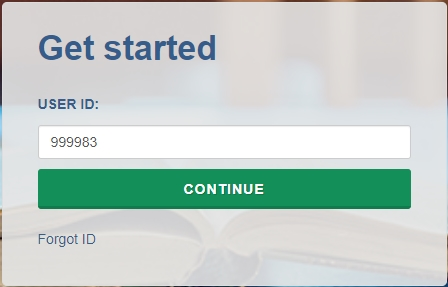 Get started
USER ID:
999983
CONTINUE
Forgot ID